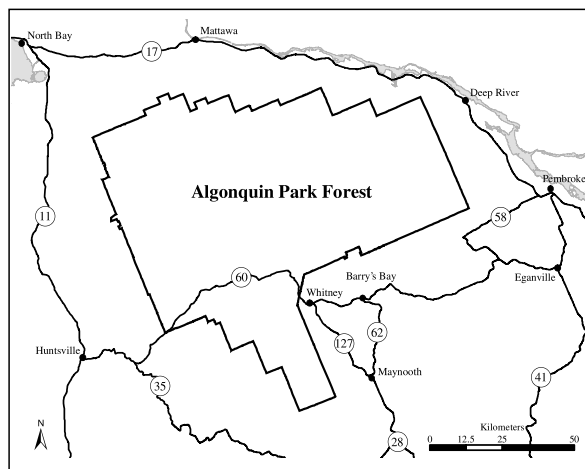 North Bay
Mattawa
17
Deep River
Algonquin Park Forest
Pembroke
11
58
60
Barry's Bay
Eganville
Whitney
62
127
Huntsville
Maynooth
35
41
N
Kilometers
28
0 12.5 25 50